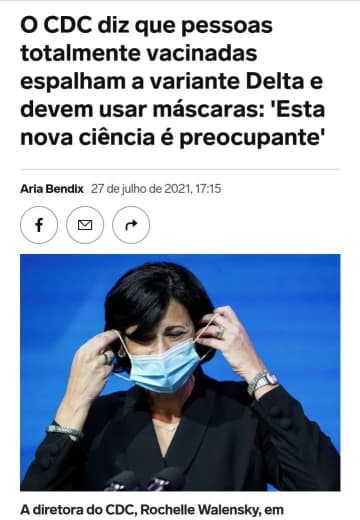 O CDC diz que pessoas
totalmente vacinadas
espalham a variante Delta e
devem usar máscaras: 'Esta
nova ciência é preocupante'
Aria Bendix 27 de julho de 2021, 17:15
A diretora do CDC, Rochelle Walensky, em